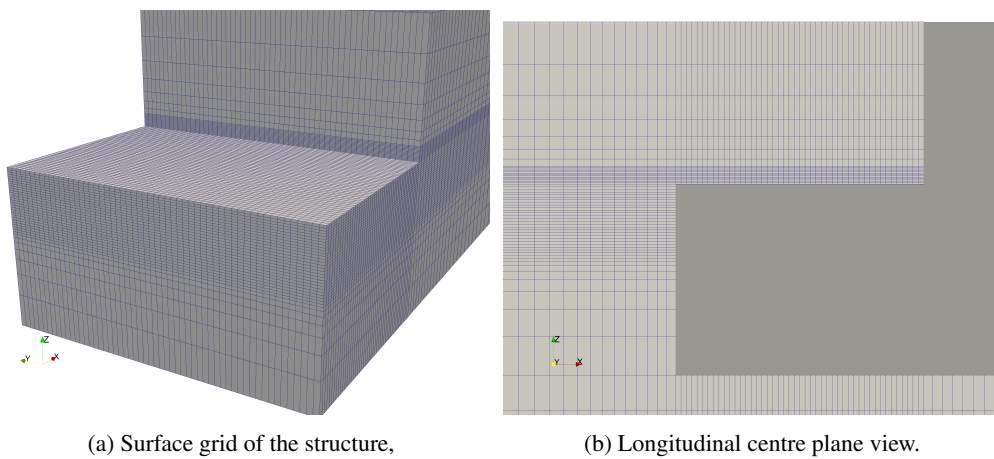 Z
Y
X
Z
Y
X
(a) Surface grid of the structure,
(b) Longitudinal centre plane view.